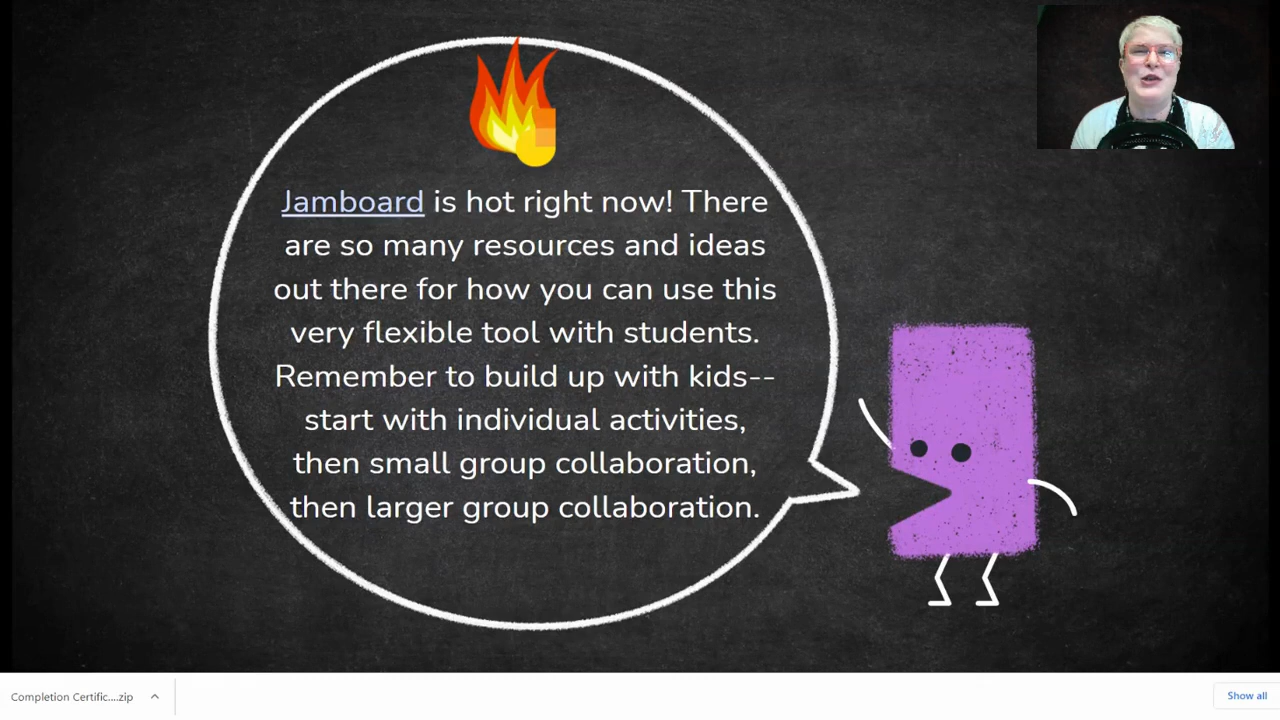 Jamboard is hot right now! There
are so many resources and ideas
out there for how you can use this
very flexible tool with students.
Remember to build up with kids--
start with individual activities,
then small group collaboration,
then larger group collaboration.
Completion Certific....zip
Show all